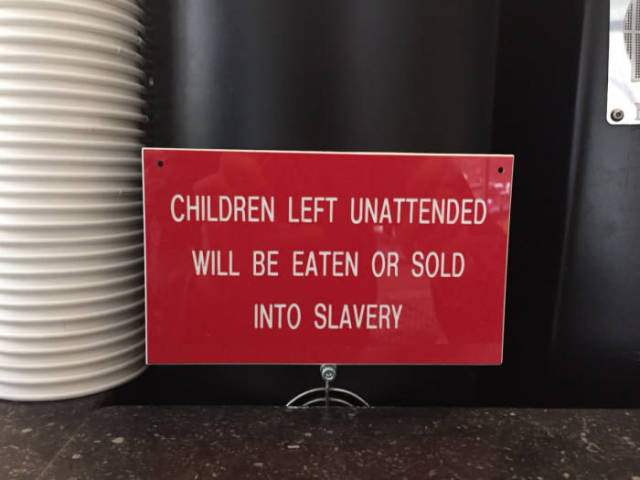 CHILDREN LEFT UNATTENDED
WILL BE EATEN OR SOLD
INTO SLAVERY